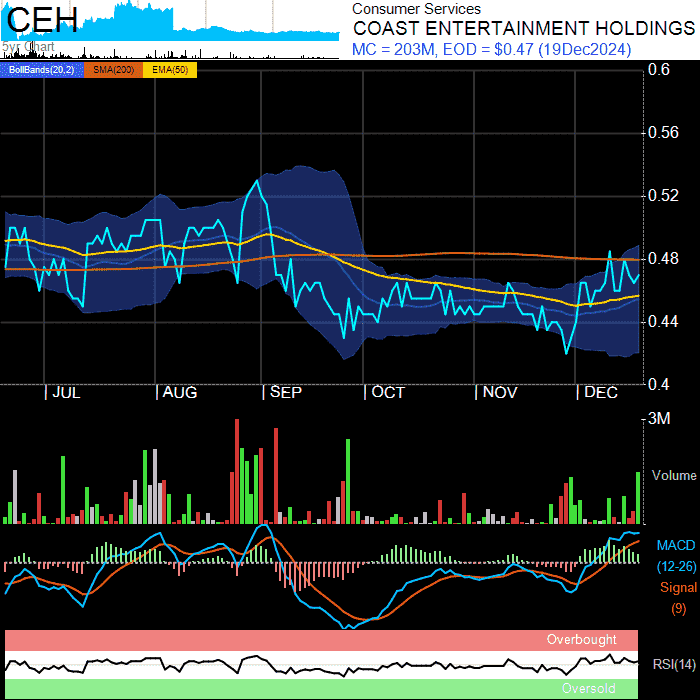 CEH
5yr Chart
Consumer Services
COAST ENTERTAINMENT HOLDINGS
MC = 203M, EOD = $0.47 (19Dec2024)
BollBands(20,2) SMA(200) EMA(50)
0.6
0.56
0.52
0.48
0.44
0.4
JUL AUG SEP OCT NOV DEC
3M
Volume
MACD
(12-26)
Signal
(9)
Overbought
RSI(14)
Oversold